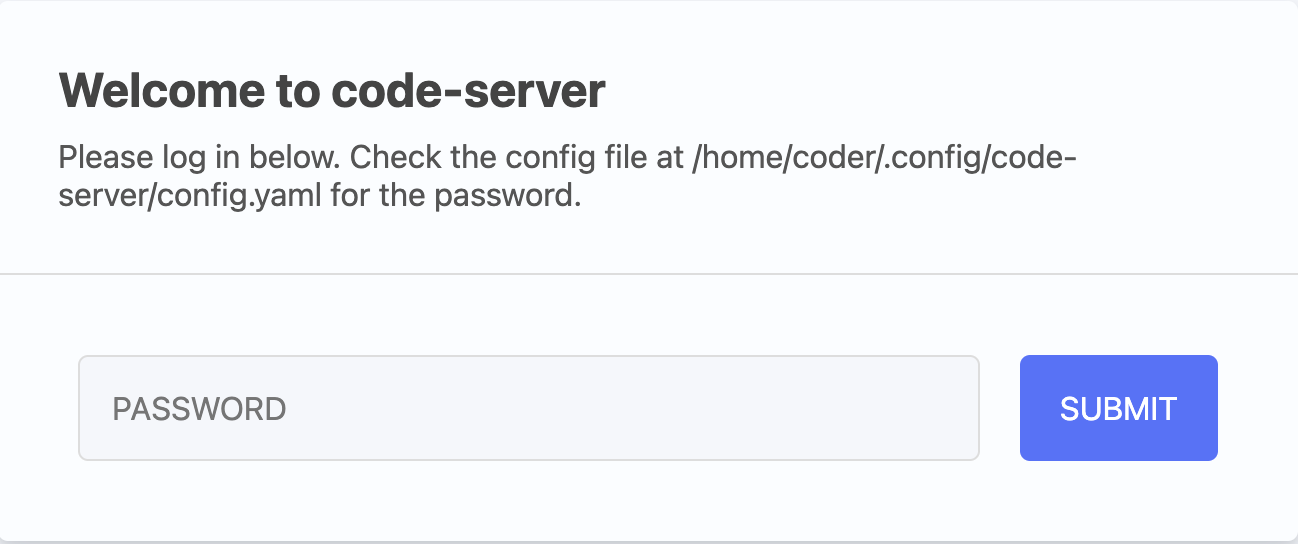 Welcome to code-server
Please log in below. Check the config file at /home/coder/.config/code-
server/config.yaml for the password.
PASSWORD
SUBMIT